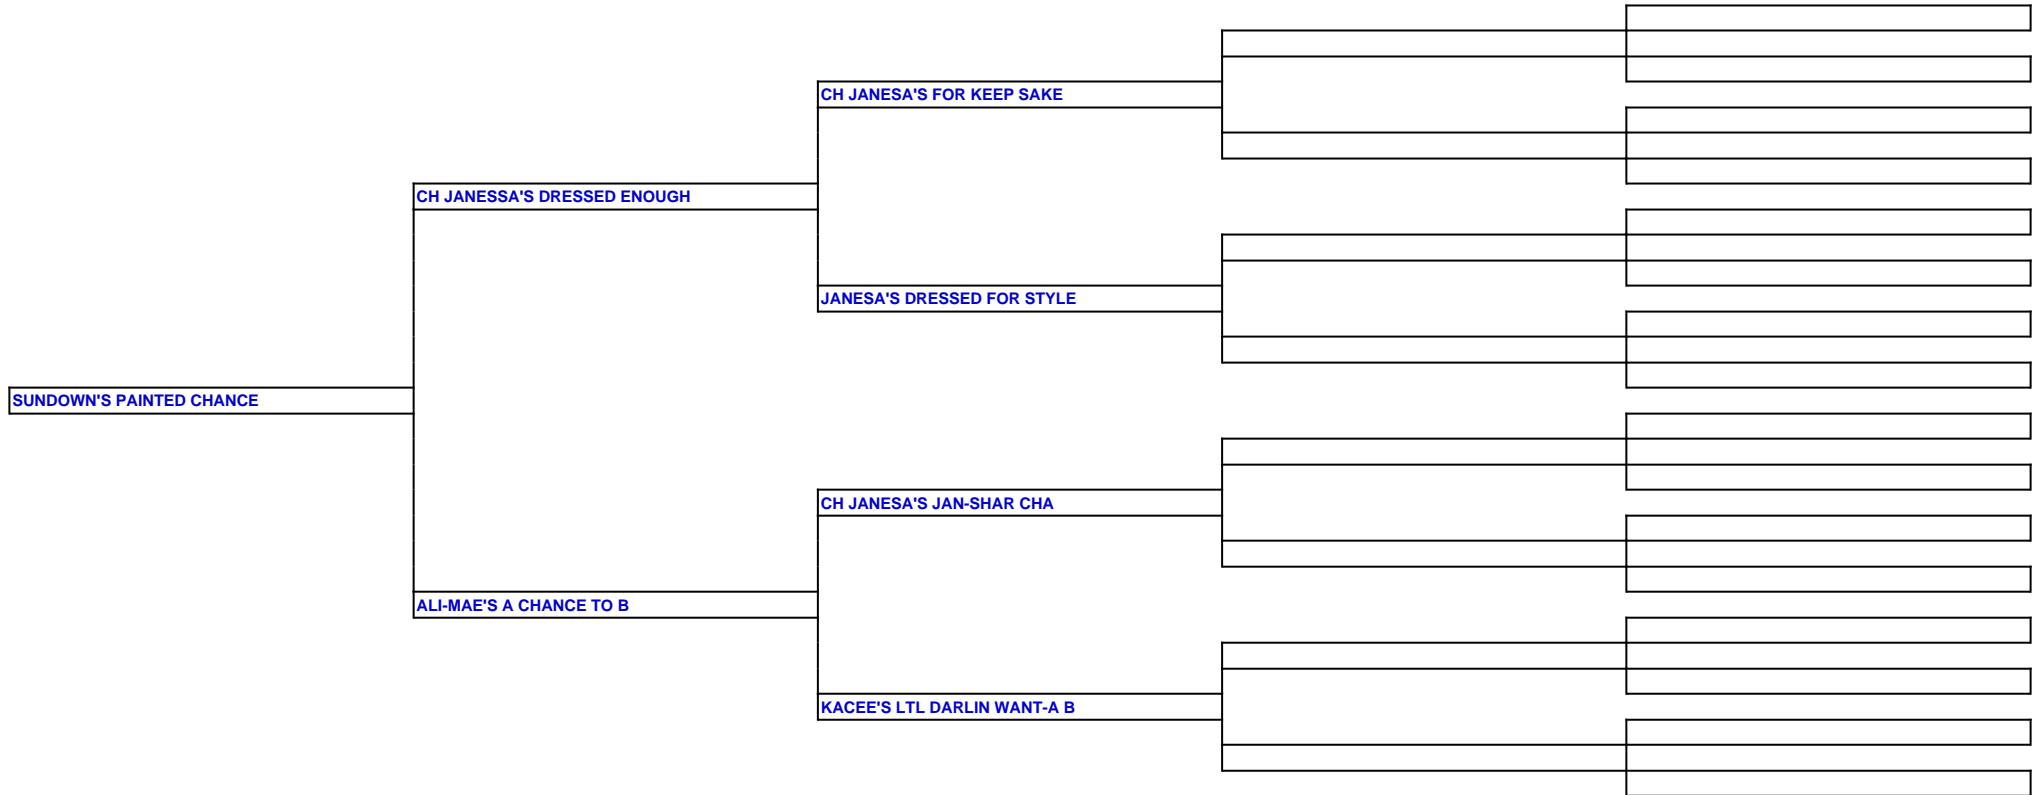 CH JANESA'S FOR KEEP SAKE
CH JANESSA'S DRESSED ENOUGH
JANESA'S DRESSED FOR STYLE
SUNDOWN'S PAINTED CHANCE
CH JANESA'S JAN-SHAR CHA
ALI-MAE'S A CHANCE TO B
KACEE'S LTL DARLIN WANT-A B